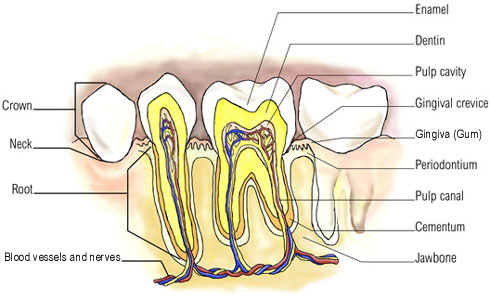 Enamel
Dentin
Pulp cavity
Crown
Gingival crevice
Neck
Gingiva (Gum)
Periodontium
Root
Pulp canal
Cementum
Blood vessels and nerves
Jawbone